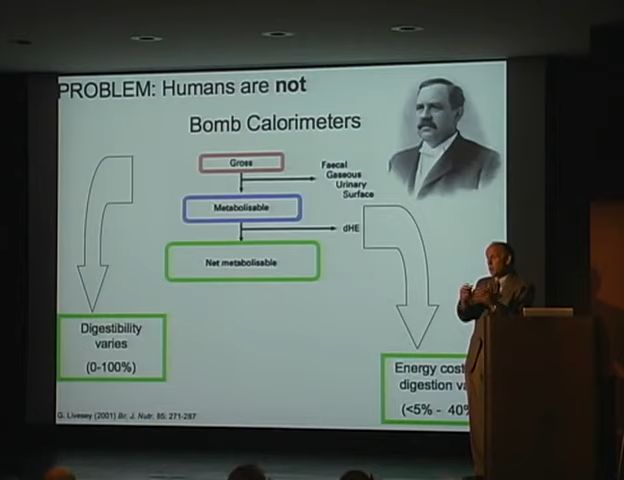 PROBLEM: Humans are not
Bomb Calorimeters
Gross
Faecal
Gaseous
Urinary
Surface
Metabolisable
dHE
Net metabolisable
Digestibility
varies
(0-100%)
Energy cost
digestion va
(<5% - 40%
G. Livesey (2001) Br. J. Nutr. 85: 271-287